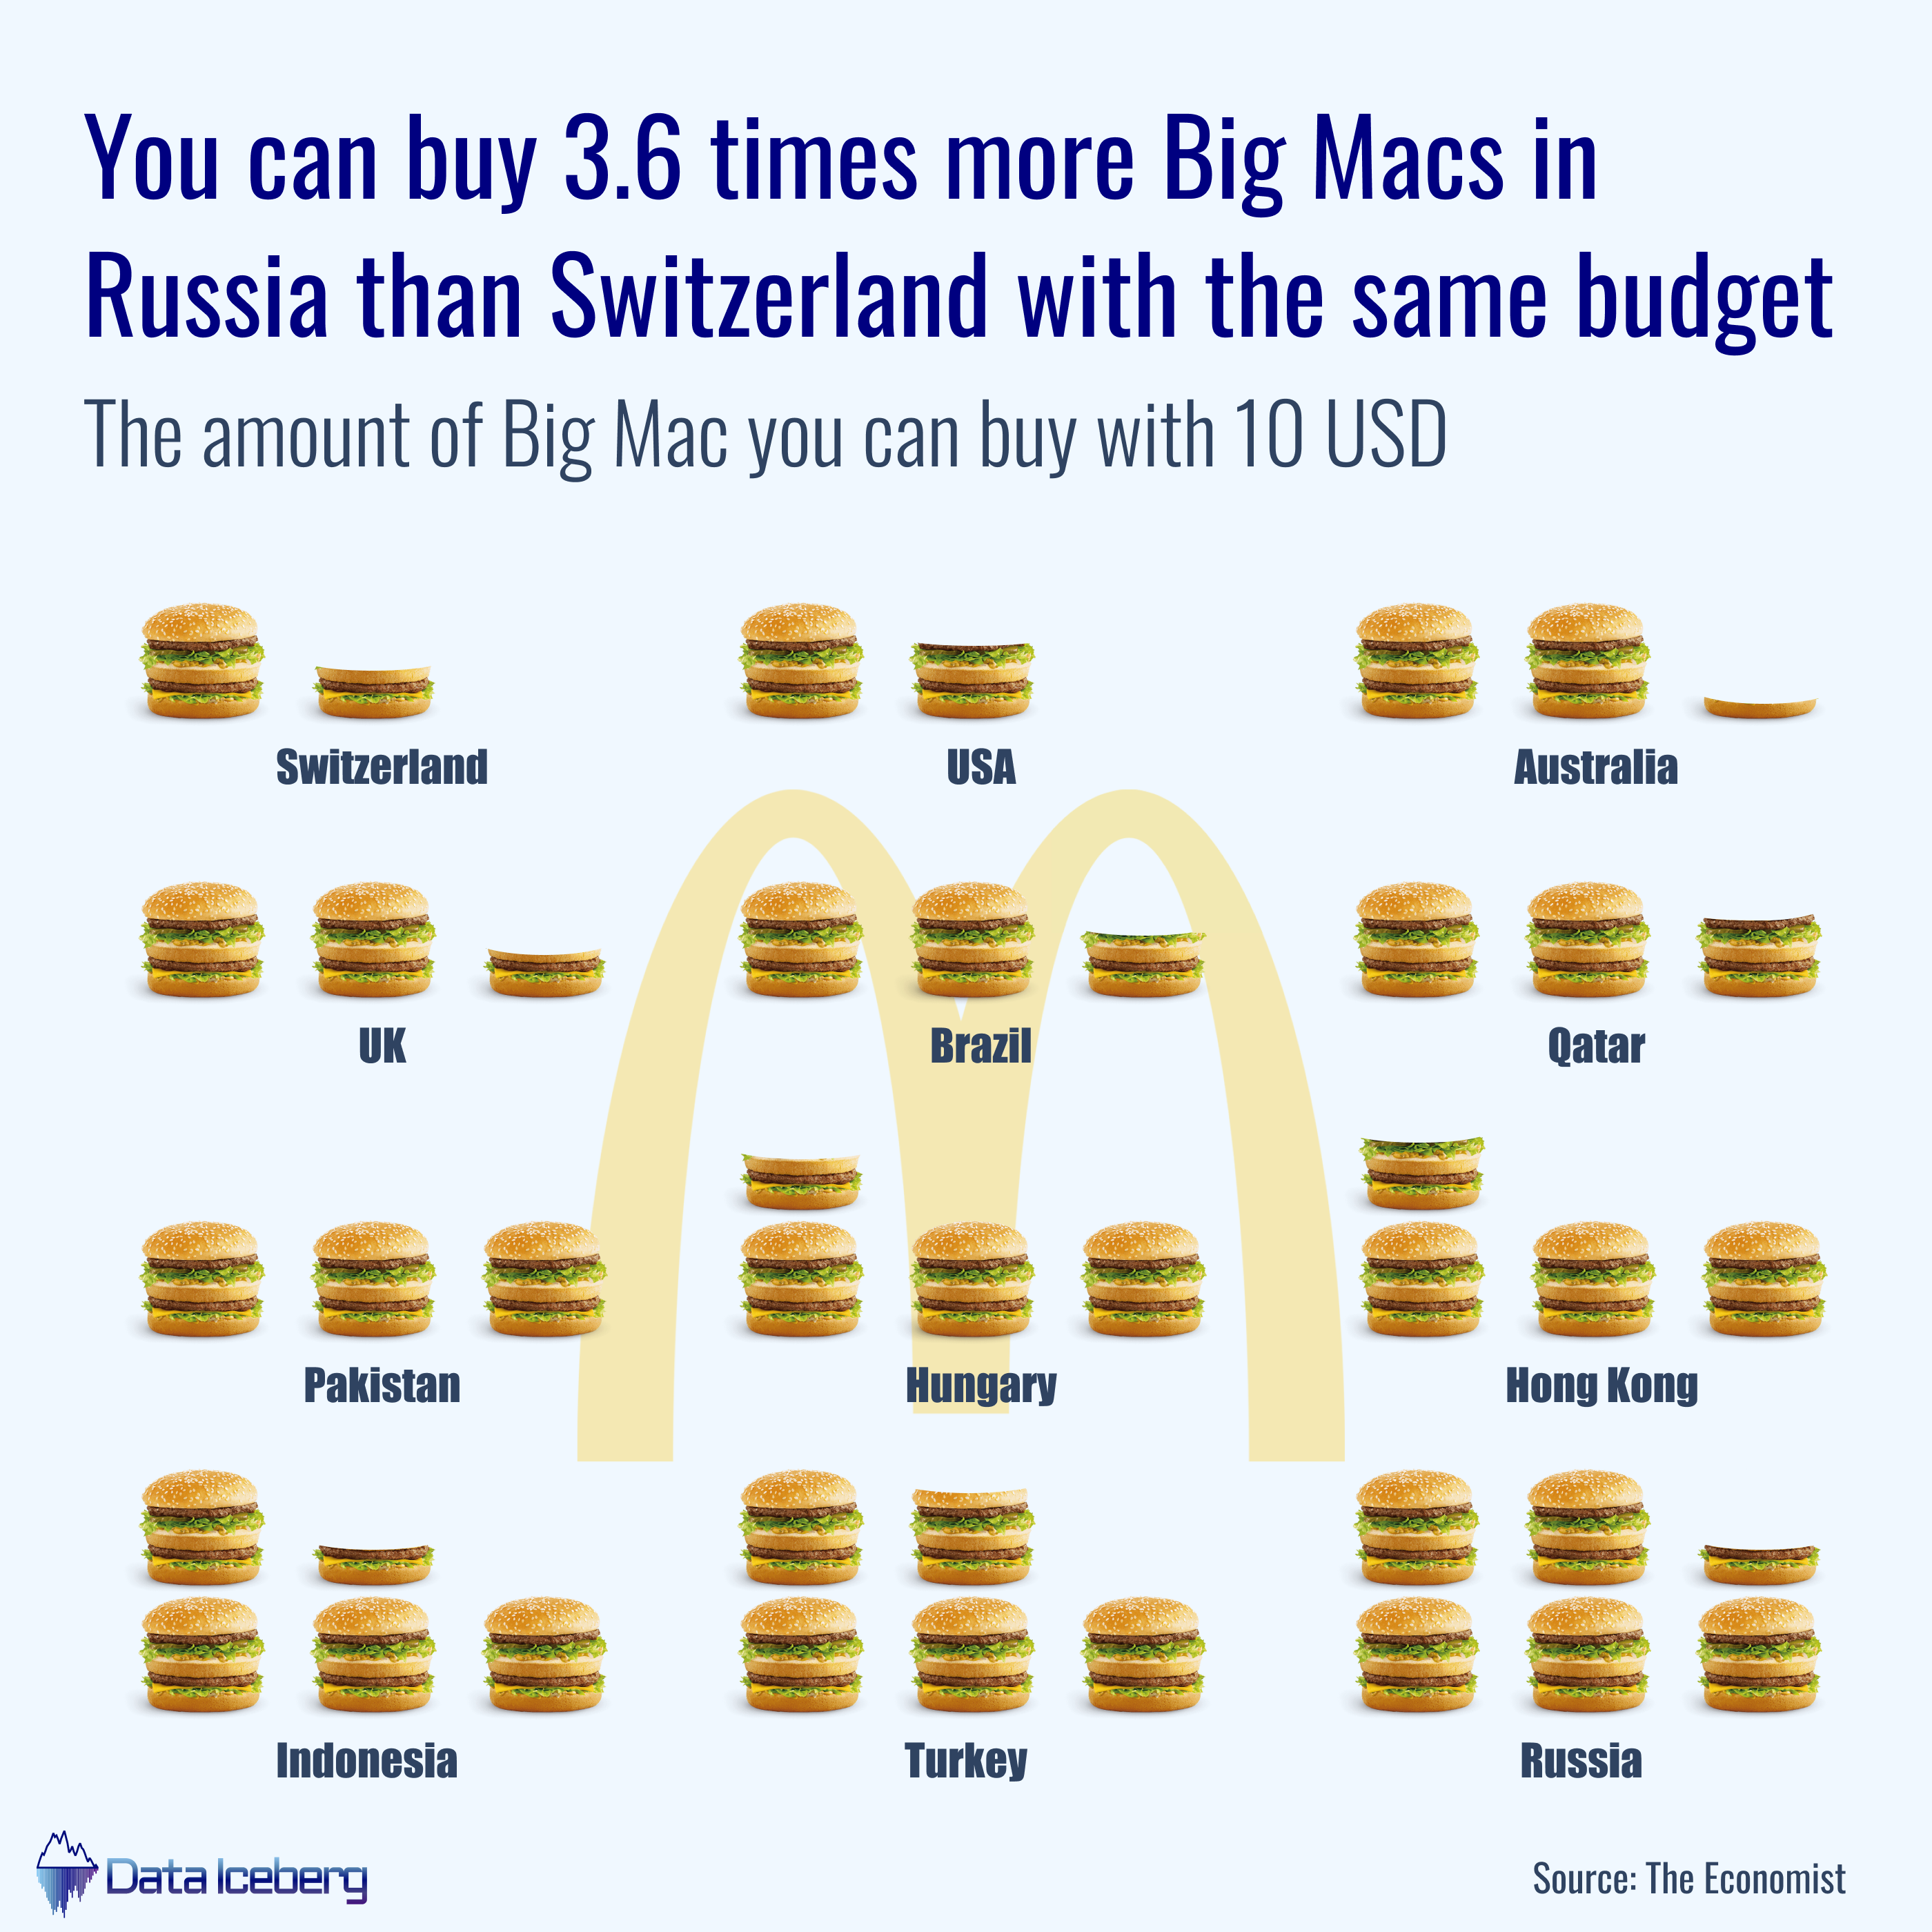 You can buy 3.6 times more Big Macs in
Russia than Switzerland with the same budget
The amount of Big Mac you can buy with 10 USD
Switzerland
USA
Australia
UK
Brazil
Qatar
Pakistan
Hungary
Hong Kong
Indonesia
Turkey
Russia
Data Iceberg
Source: The Economist